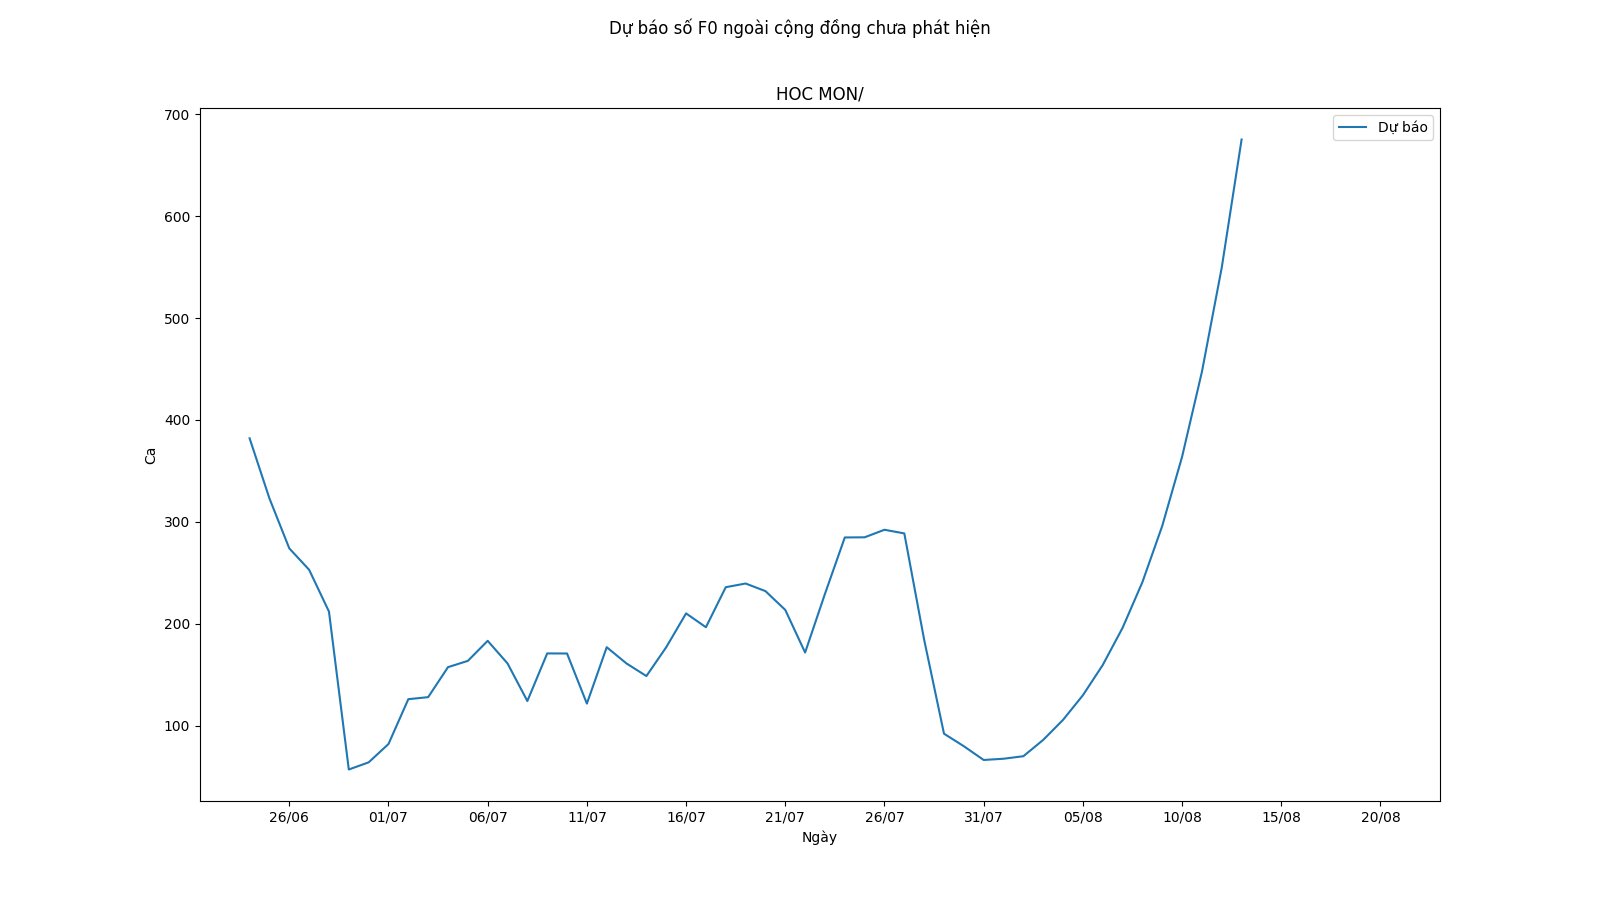 Dự báo số F0 ngoài cộng đồng chưa phát hiện
HOC MON/
Dự báo
700
600
500
400
300
200
100
Ca
26/06 01/07 06/07 11/07 16/07 21/07 26/07 31/07 05/08 10/08 15/08 20/08
Ngày